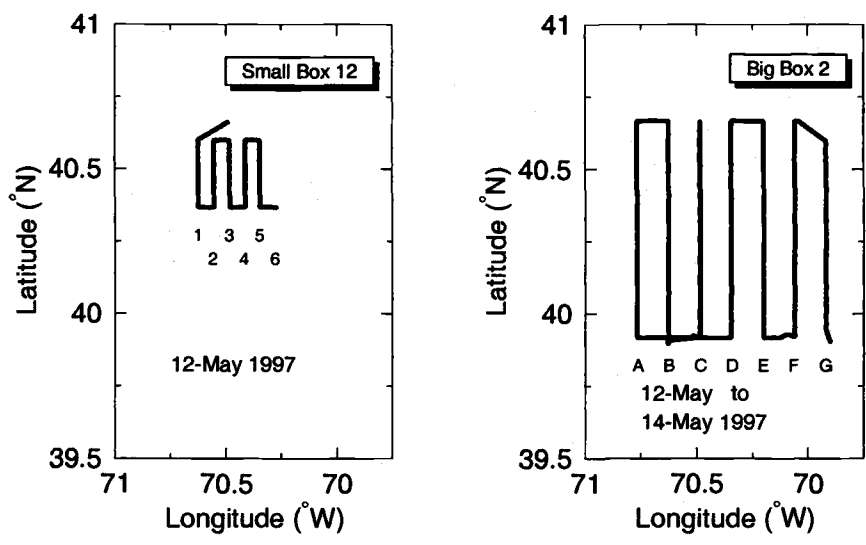 41
Small Box 12
40.5
1 3 5
2 4 6
40
12-May 1997
39.5
71 70.5 70
Latitude (°N)
Longitude (°W)
41
Big Box 2
40.5
40
A B C D E F G
12-May to
14-May 1997
39.5
71 70.5 70
Latitude (°N)
Longitude (°W)